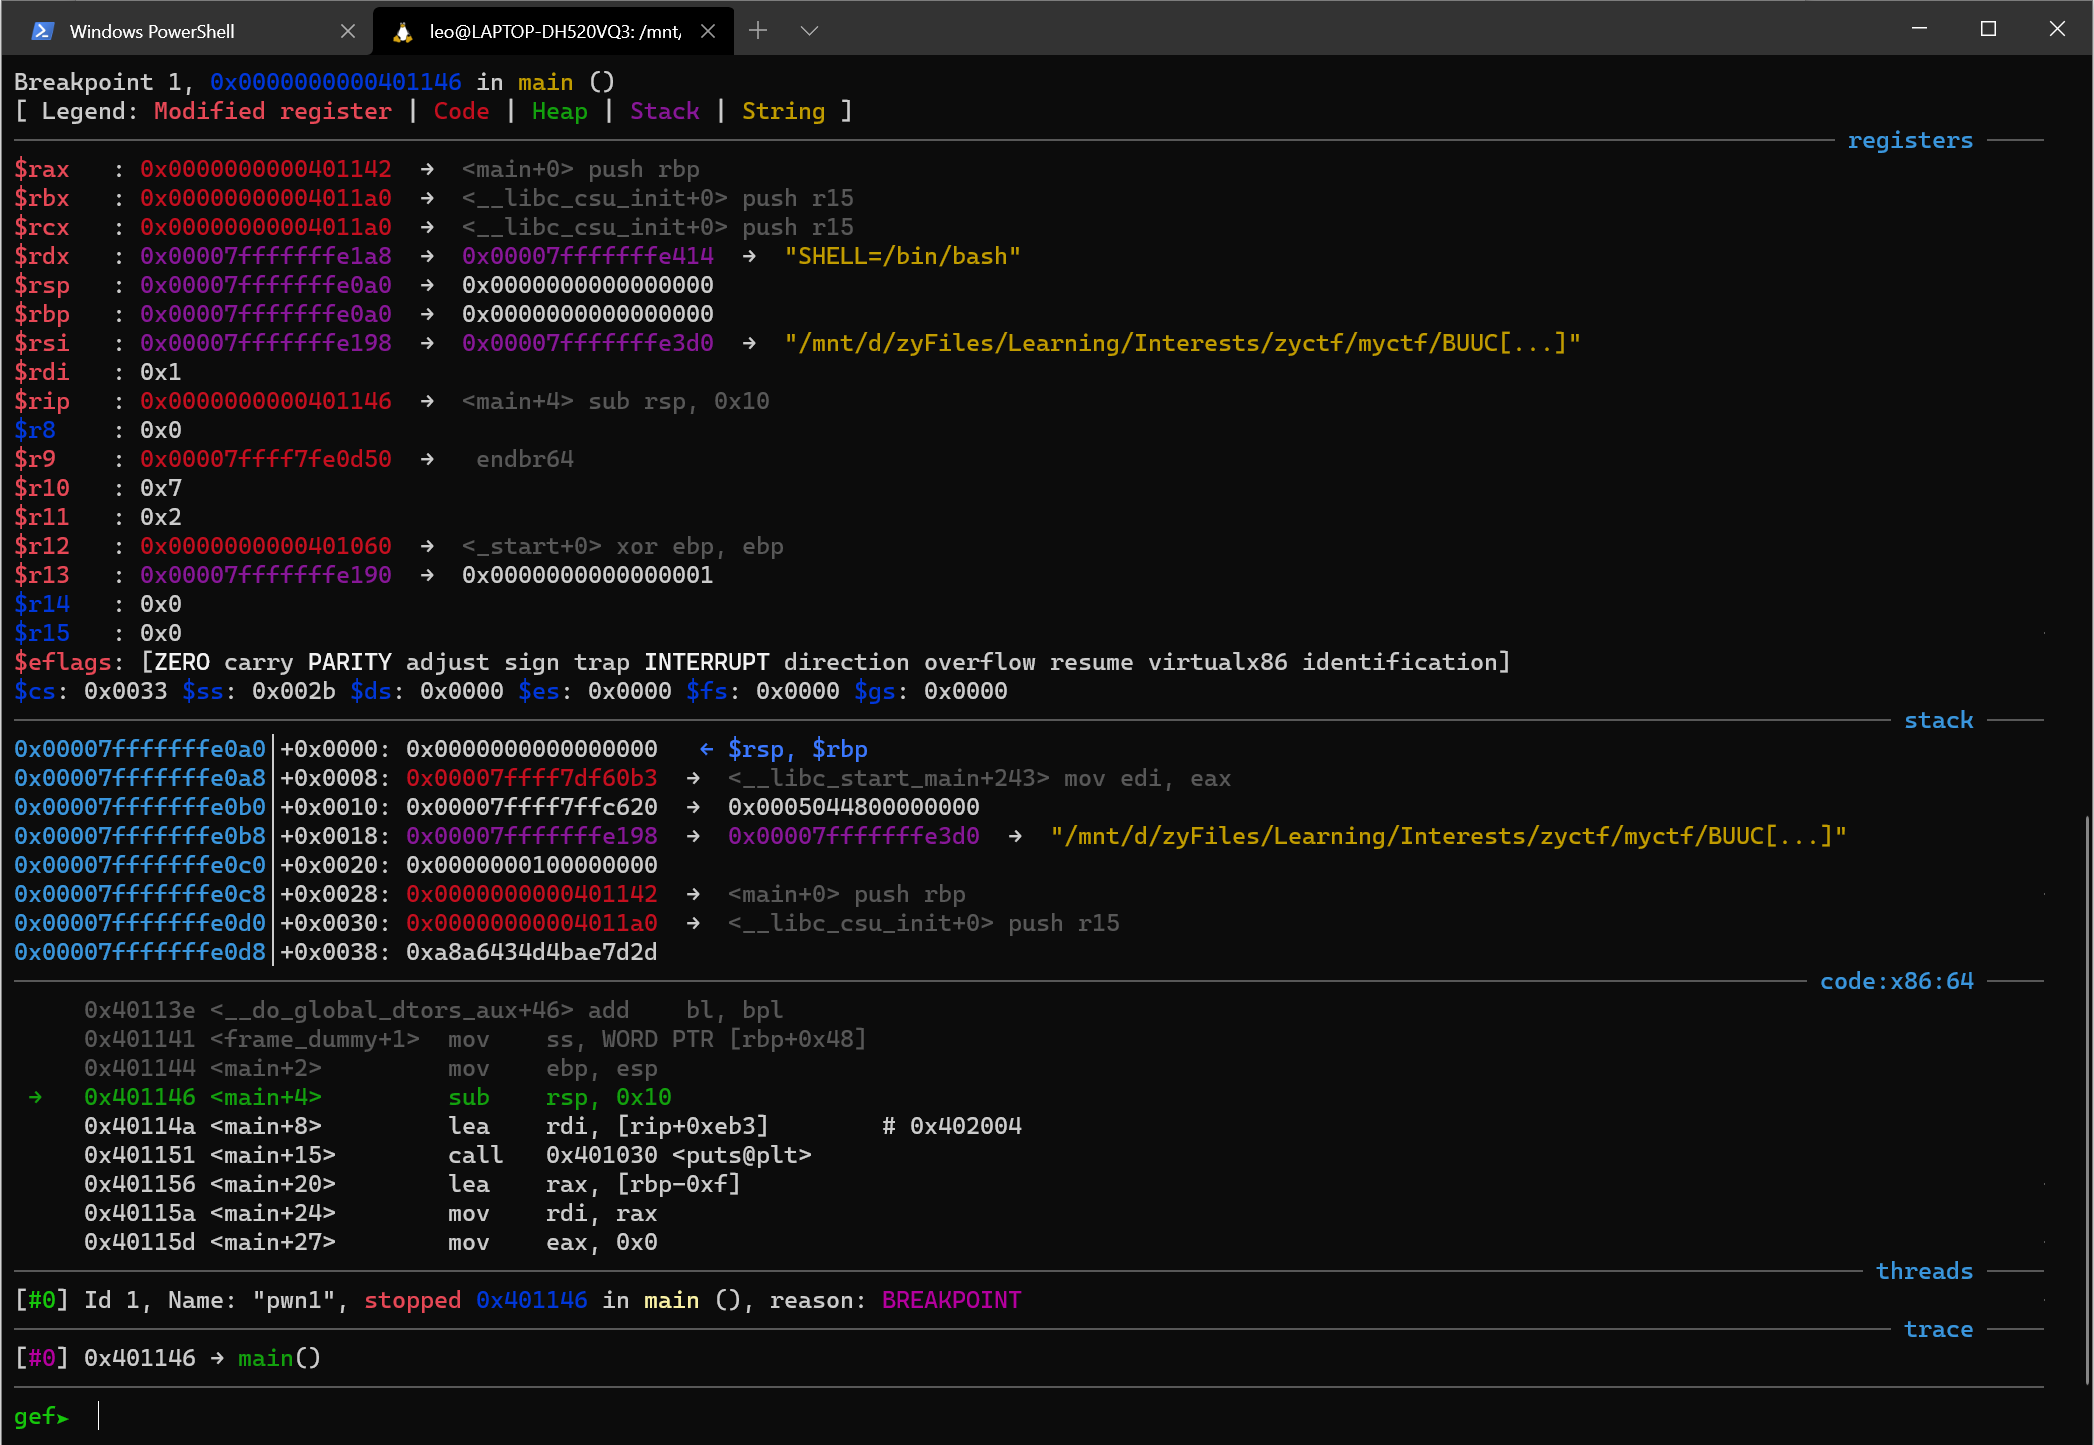 Windows PowerShell
leo@LAPTOP-DH520VQ3: /mnt/
Breakpoint 1, 0x0000000000401146 in main ()
[ Legend: Modified register | Code | Heap | Stack | String ]
registers
$rax   : 0x0000000000401142  →  <main+0> push rbp
$rbx   : 0x00000000004011a0  →  <__libc_csu_init+0> push r15
$rcx   : 0x00000000004011a0  →  <__libc_csu_init+0> push r15
$rdx   : 0x00007fffffffe1a8  →  0x00007fffffffe414  →  "SHELL=/bin/bash"
$rsp   : 0x00007fffffffe0a0  →  0x0000000000000000
$rbp   : 0x00007fffffffe0a0  →  0x0000000000000000
$rsi   : 0x00007fffffffe198  →  0x00007fffffffe3d0  →  "/mnt/d/zyFiles/Learning/Interests/zyctf/myctf/BUUC[...]"
$rdi   : 0x1
$rip   : 0x0000000000401146  →  <main+4> sub rsp, 0x10
$r8    : 0x0
$r9    : 0x00007ffff7fe0d50  →   endbr64
$r10   : 0x7
$r11   : 0x2
$r12   : 0x0000000000401060  →  <_start+0> xor ebp, ebp
$r13   : 0x00007fffffffe190  →  0x0000000000000001
$r14   : 0x0
$r15   : 0x0
$eflags: [ZERO carry PARITY adjust sign trap INTERRUPT direction overflow resume virtualx86 identification]
$cs: 0x0033 $ss: 0x002b $ds: 0x0000 $es: 0x0000 $fs: 0x0000 $gs: 0x0000
stack
0x00007fffffffe0a0│+0x0000: 0x0000000000000000   ← $rsp, $rbp
0x00007fffffffe0a8│+0x0008: 0x00007ffff7df60b3  →  <__libc_start_main+243> mov edi, eax
0x00007fffffffe0b0│+0x0010: 0x00007ffff7ffc620  →  0x0005044800000000
0x00007fffffffe0b8│+0x0018: 0x00007fffffffe198  →  0x00007fffffffe3d0  →  "/mnt/d/zyFiles/Learning/Interests/zyctf/myctf/BUUC[...]"
0x00007fffffffe0c0│+0x0020: 0x0000000100000000
0x00007fffffffe0c8│+0x0028: 0x0000000000401142  →  <main+0> push rbp
0x00007fffffffe0d0│+0x0030: 0x00000000004011a0  →  <__libc_csu_init+0> push r15
0x00007fffffffe0d8│+0x0038: 0xa8a6434d4bae7d2d
code:x86:64
0x40113e <__do_global_dtors_aux+46> add    bl, bpl
0x401141 <frame_dummy+1>  mov    ss, WORD PTR [rbp+0x48]
0x401144 <main+2>         mov    ebp, esp
→   0x401146 <main+4>         sub    rsp, 0x10
0x40114a <main+8>         lea    rdi, [rip+0xeb3]        # 0x402004
0x401151 <main+15>        call   0x401030 <puts@plt>
0x401156 <main+20>        lea    rax, [rbp-0xf]
0x40115a <main+24>        mov    rdi, rax
0x40115d <main+27>        mov    eax, 0x0
threads
[#0] Id 1, Name: "pwn1", stopped 0x401146 in main (), reason: BREAKPOINT
trace
[#0] 0x401146 → main()
gef➤